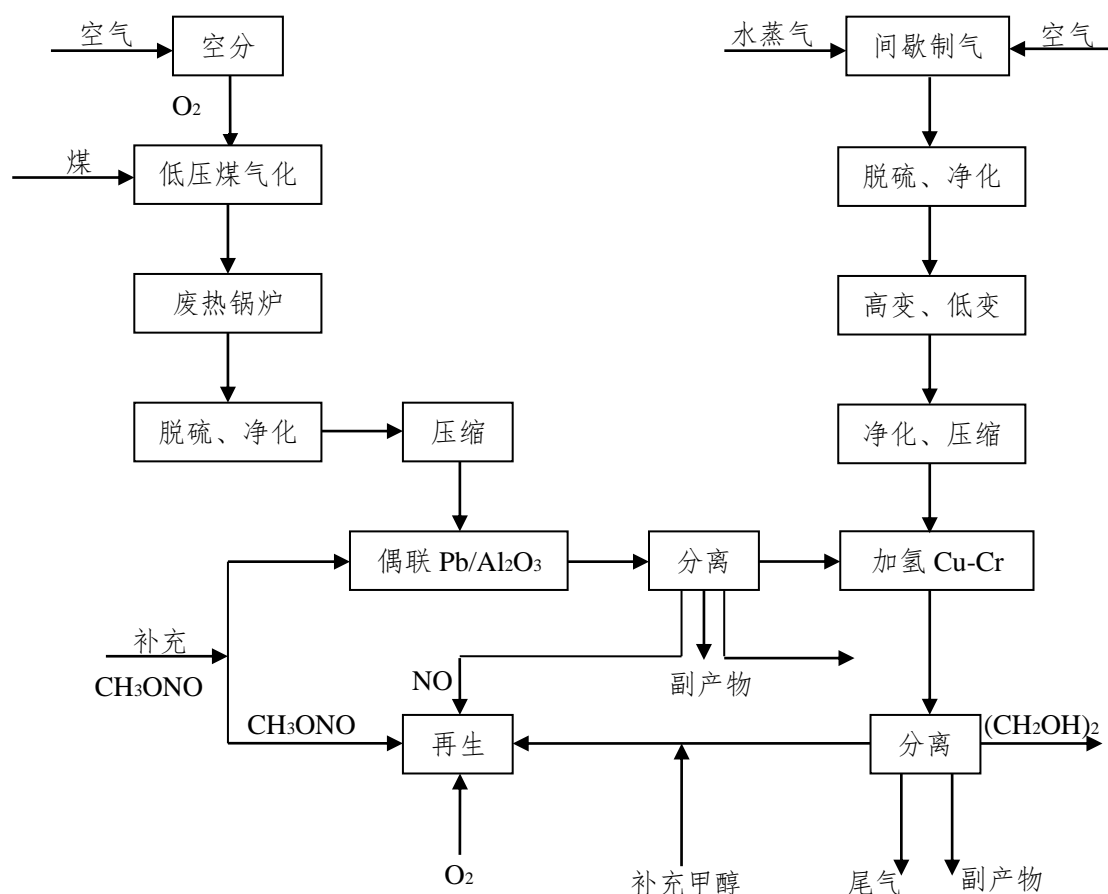 空气
空分
水蒸气
间歇制气
空气
O₂
煤
低压煤气化
脱硫、净化
废热锅炉
高变、低变
脱硫、净化
压缩
净化、压缩
偶联 Pb/Al₂O₃
分离
加氢 Cu-Cr
补充
CH₃ONO
NO
副产物
CH₃ONO
再生
分离
(CH₂OH)₂
O₂
补充甲醇
尾气
副产物